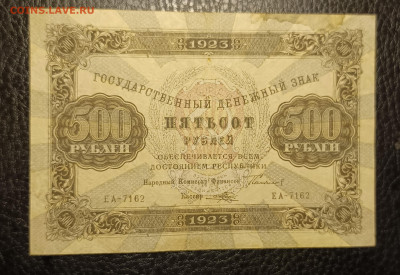 COINS.LAVE.RU
1923
ГОСУДАРСТВЕННЫЙ ДЕНЕЖНЫЙ ЗНАК
500
РУБЛЕЙ
ПЯТЬСОТ
РУБЛЕЙ
500
РУБЛЕЙ
ОБЕСПЕЧИВАЕТСЯ ВСЕМ
ДОСТОЯНИЕМ РЕСПУБЛИКИ
Народный Комиссар Финансов
Кассир
ЕА-7162
ЕА-7162
1923